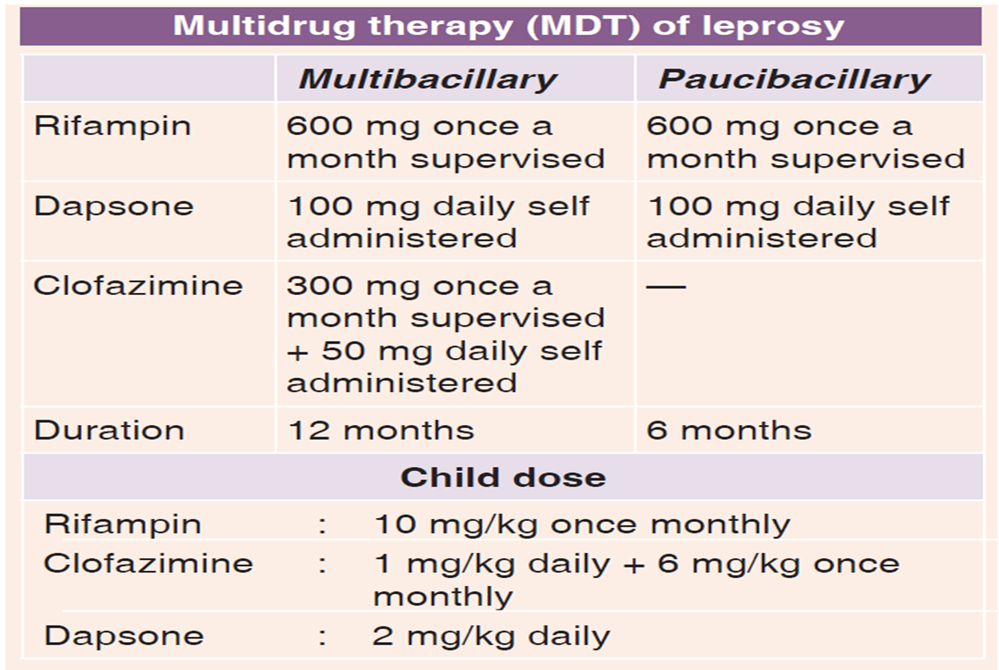 Multidrug therapy (MDT) of leprosy
Multibacillary Paucibacillary
Rifampin 600 mg once a 600 mg once a
month supervised month supervised
Dapsone 100 mg daily self 100 mg daily self
administered administered
Clofazimine 300 mg once a —
month supervised
+ 50 mg daily self
administered
Duration 12 months 6 months
Child dose
Rifampin : 10 mg/kg once monthly
Clofazimine : 1 mg/kg daily + 6 mg/kg once
monthly
Dapsone : 2 mg/kg daily